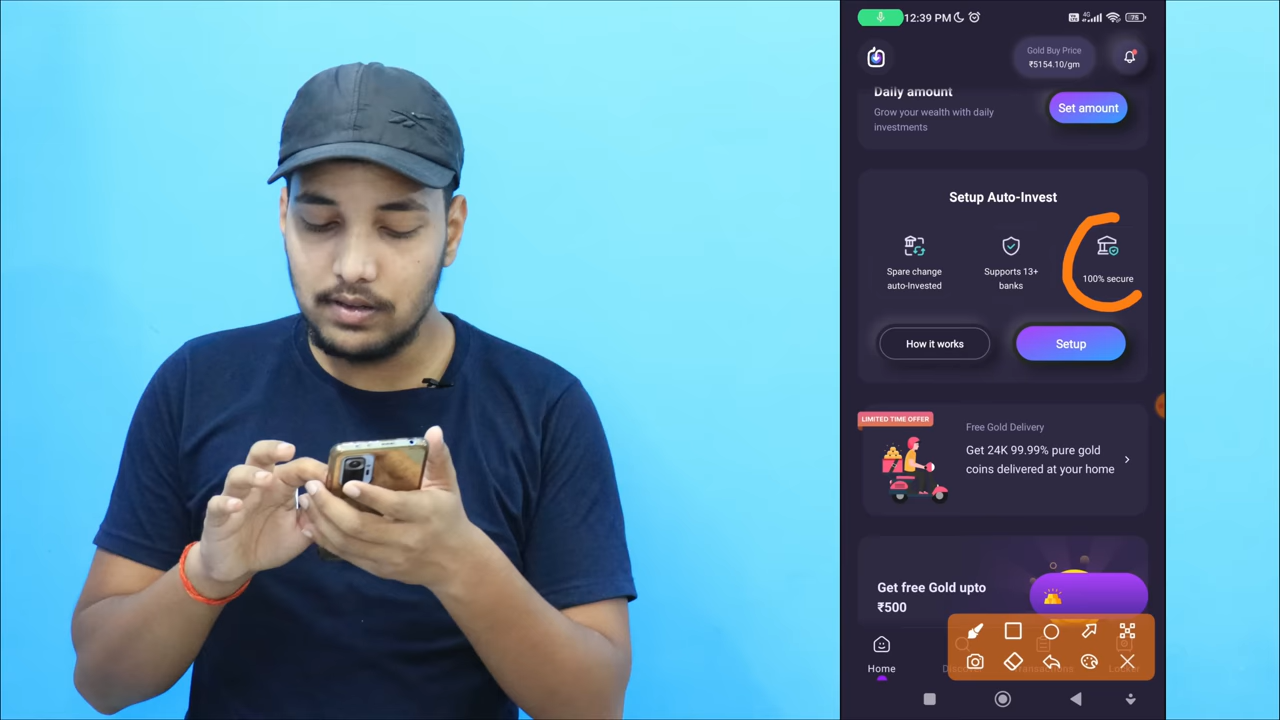 12:39 PM
4G
75
Gold Buy Price
₹5154.10/gm
Daily amount
Grow your wealth with daily
investments
Set amount
Setup Auto-Invest
Spare change
auto-Invested
Supports 13+
banks
100% secure
How it works
Setup
LIMITED TIME OFFER
Free Gold Delivery
Get 24K 99.99% pure gold
coins delivered at your home
Get free Gold upto
₹500
Home